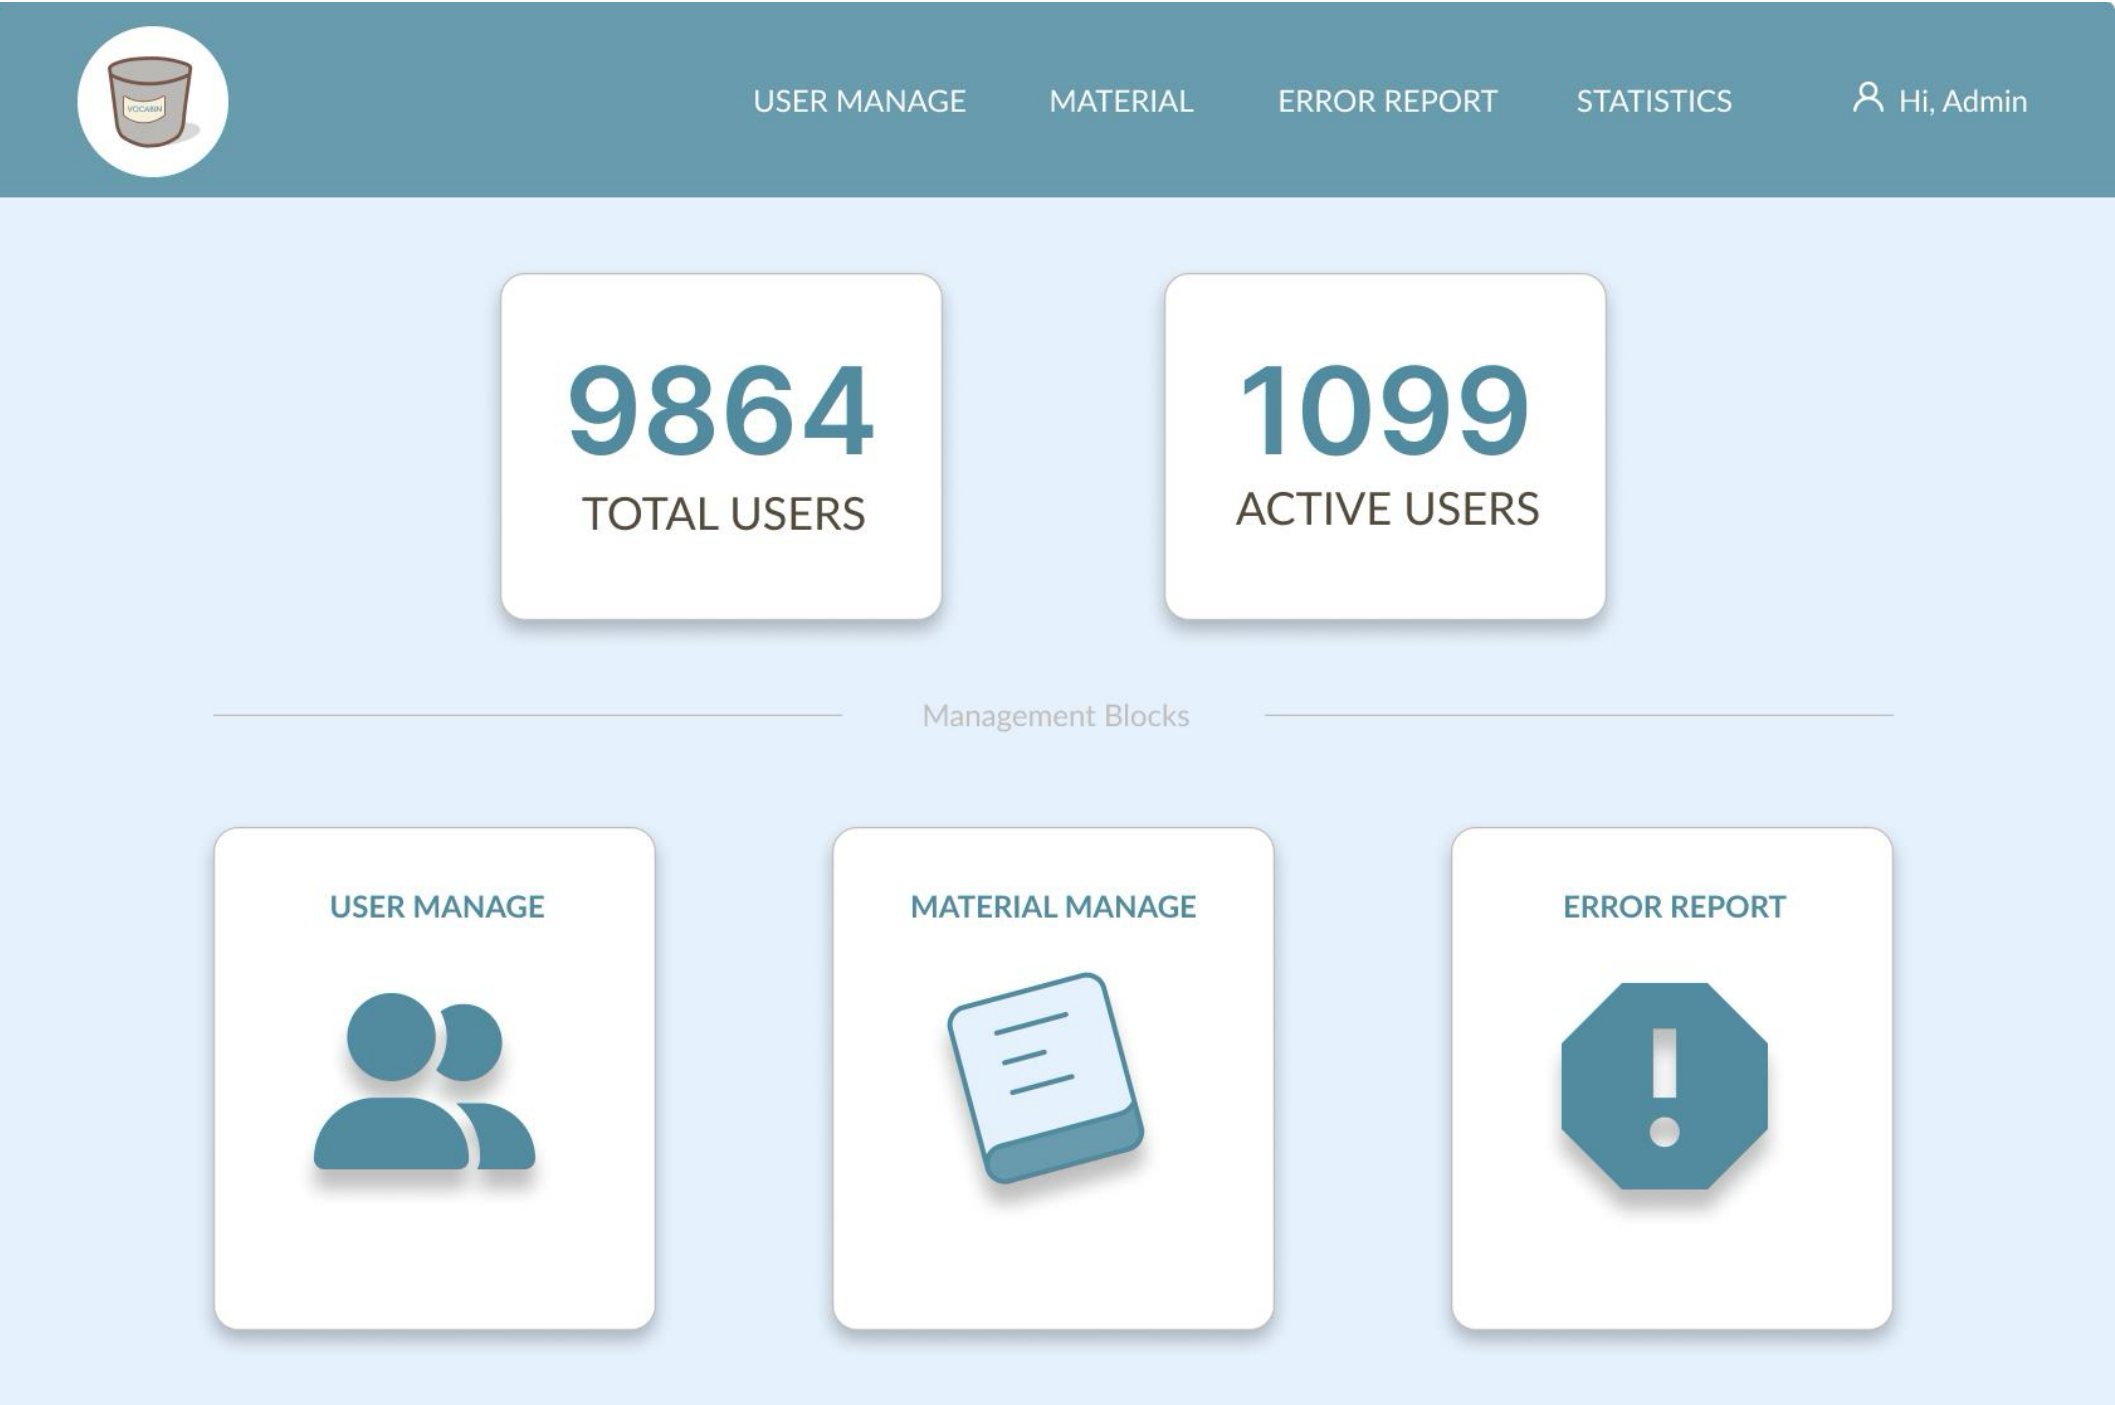 VOCABIN
USER MANAGE
MATERIAL
ERROR REPORT
STATISTICS
Hi, Admin
9864
TOTAL USERS
1099
ACTIVE USERS
Management Blocks
USER MANAGE
MATERIAL MANAGE
ERROR REPORT